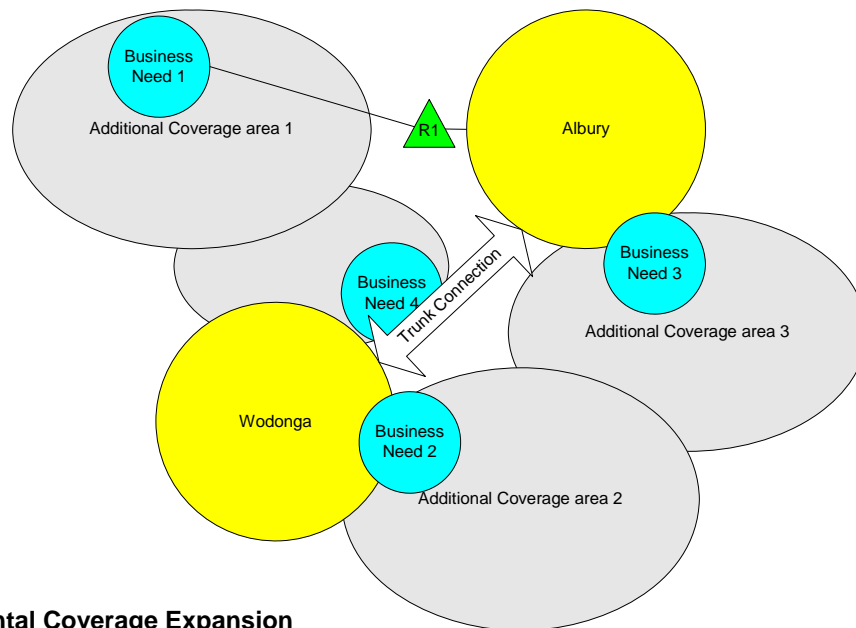 Business
Need 1
Additional Coverage area 1
R1
Albury
Business
Need 3
Business
Need 4
Trunk Connection
Additional Coverage area 3
Wodonga
Business
Need 2
Additional Coverage area 2
Coverage Expansion